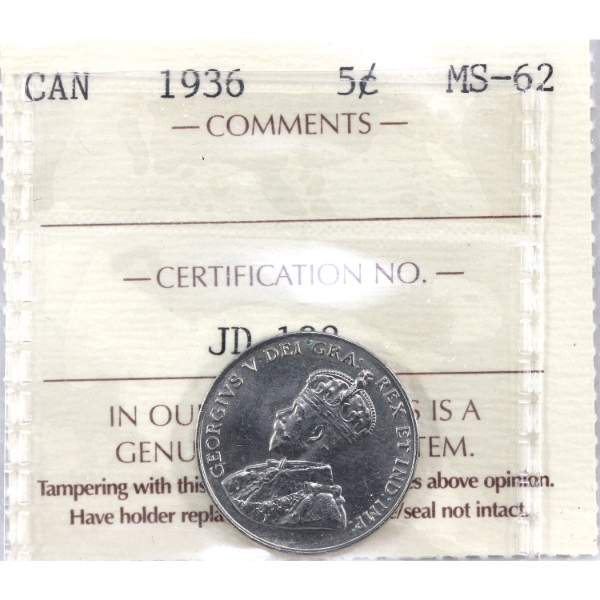 CAN 1936 5¢ MS-62
— COMMENTS —
— CERTIFICATION NO. —
JD
GEORGIVS V DEI GRA: REX ET IND:IMP:
IN OU S IS A
GENU TEM.
Tampering with this s above opinion.
Have holder repla /seal not intact.